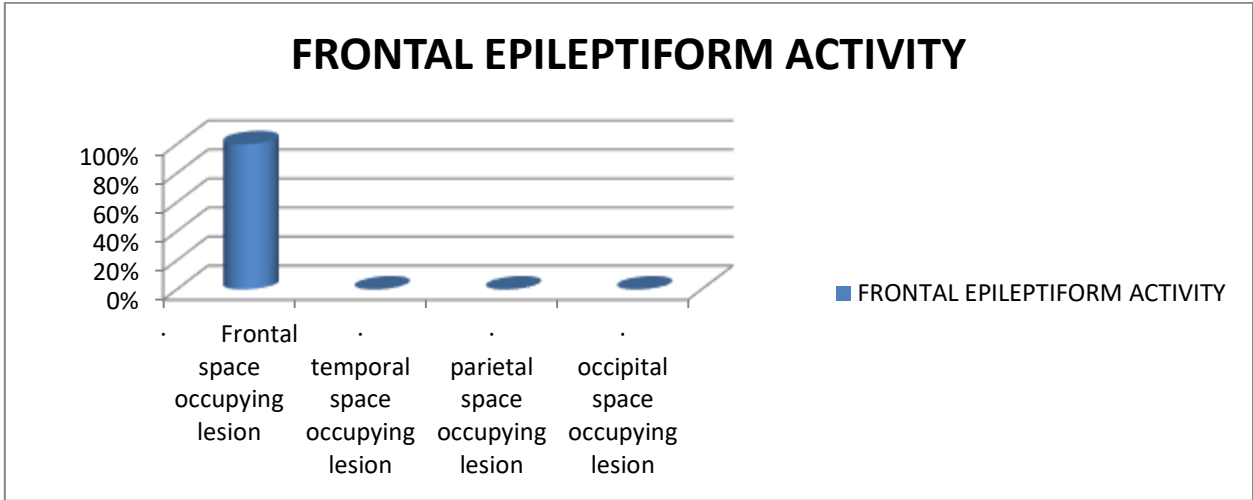 FRONTAL EPILEPTIFORM ACTIVITY
100%
80%
60%
40%
20%
0%
· Frontal
space
occupying
lesion
·
temporal
space
occupying
lesion
·
parietal
space
occupying
lesion
·
occipital
space
occupying
lesion
FRONTAL EPILEPTIFORM ACTIVITY